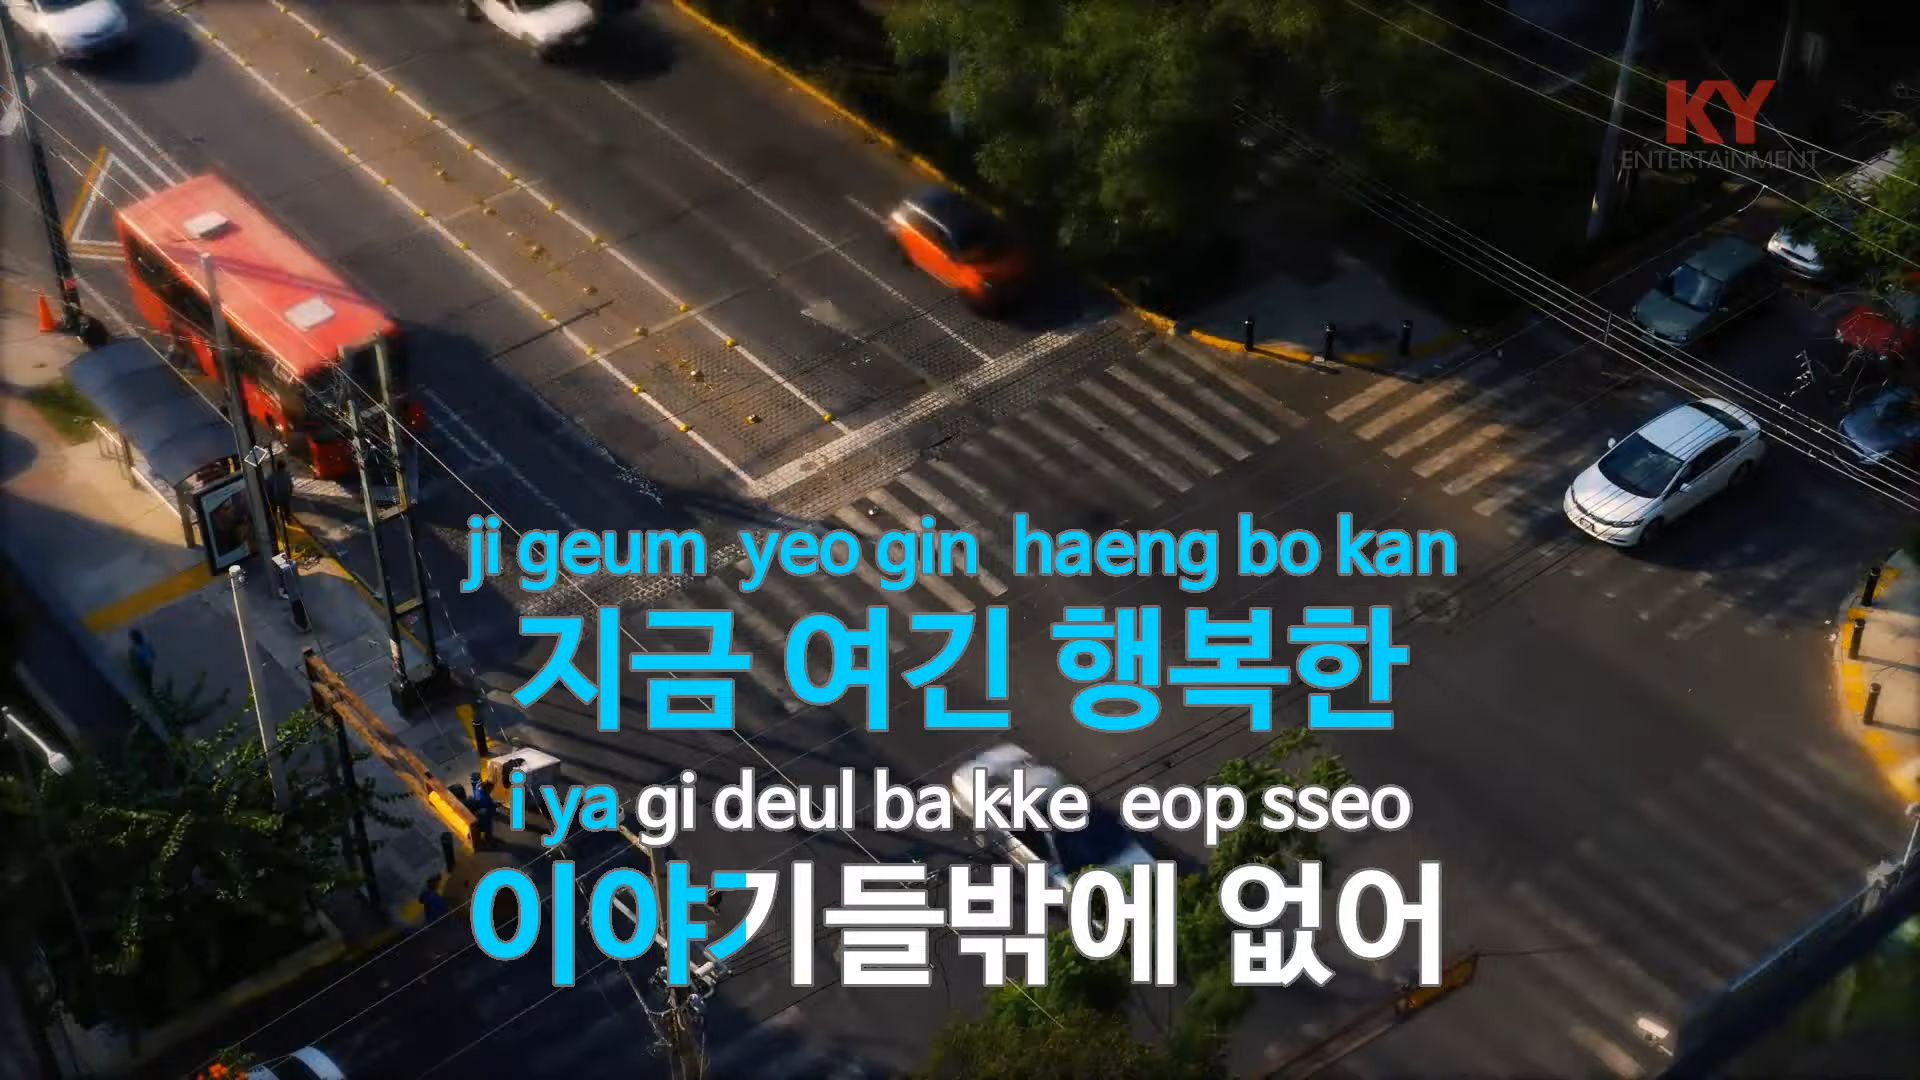 KY
ENTERTAiNMENT
ji geum yeo gin haeng bo kan
지금 여긴 행복한
i ya gi deul ba kke eop sseo
이야기들밖에 없어